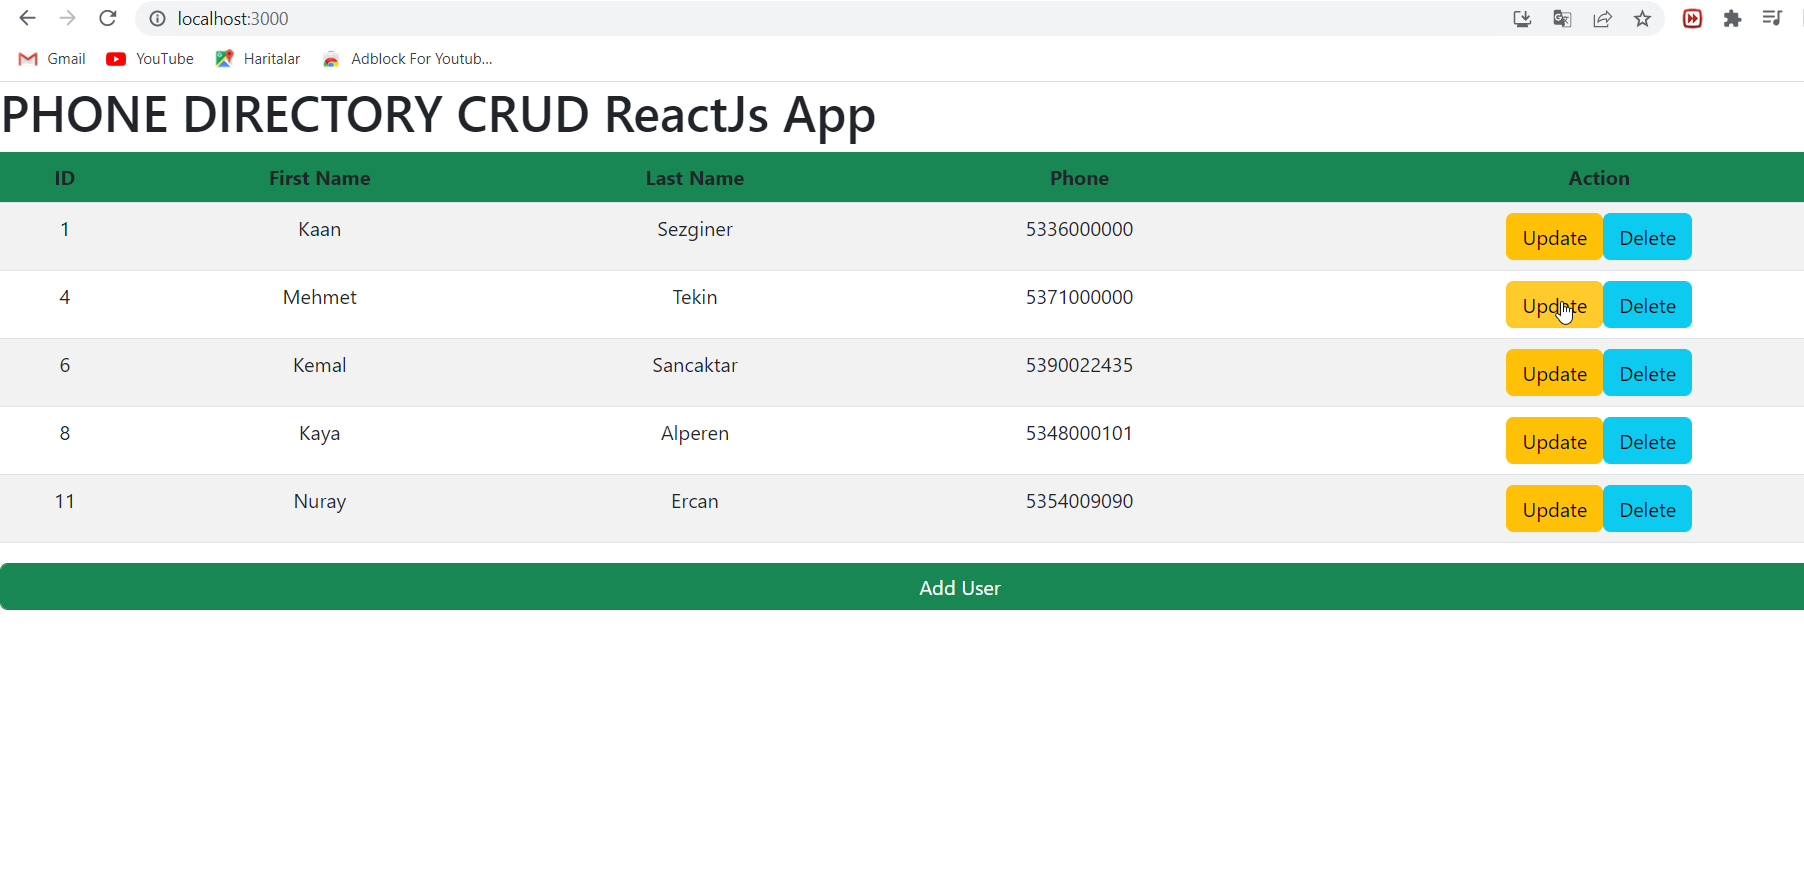 localhost:3000
Gmail YouTube Haritalar Adblock For Youtub...
PHONE DIRECTORY CRUD ReactJs App
ID First Name Last Name Phone Action
1 Kaan Sezginer 5336000000 Update Delete
4 Mehmet Tekin 5371000000 Update Delete
6 Kemal Sancaktar 5390022435 Update Delete
8 Kaya Alperen 5348000101 Update Delete
11 Nuray Ercan 5354009090 Update Delete
Add User